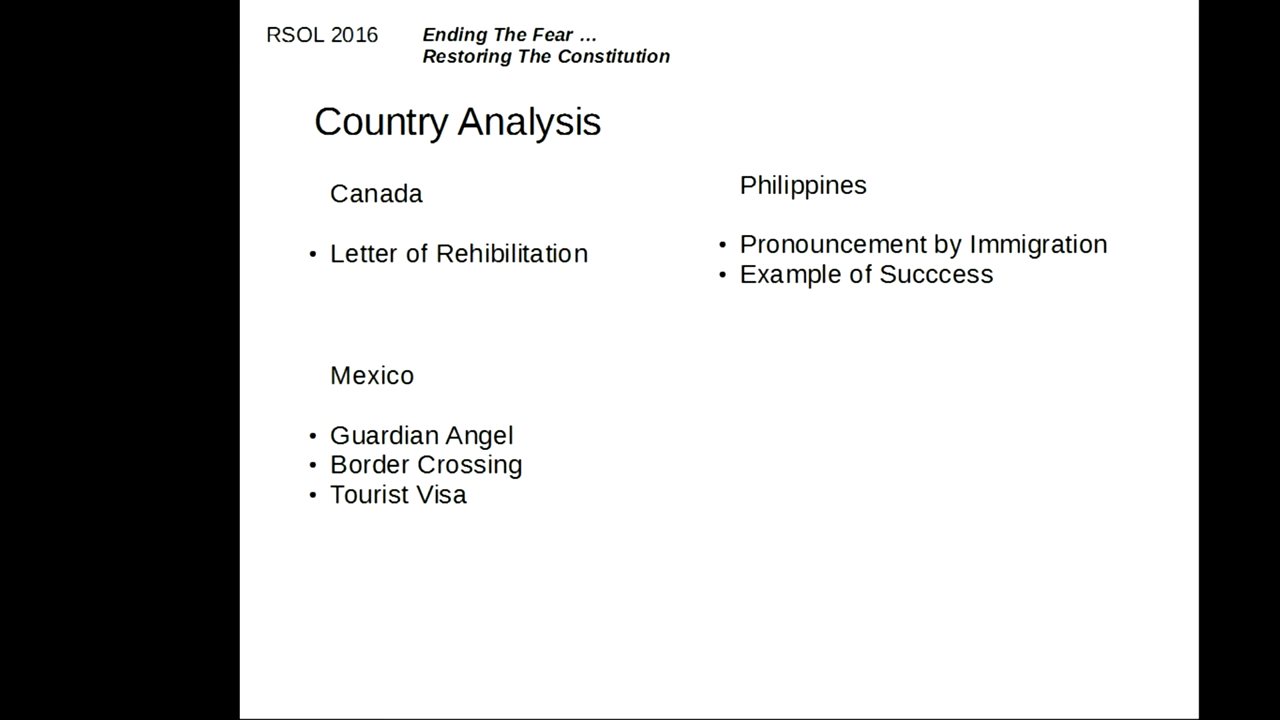 RSOL 2016
Ending The Fear ...
Restoring The Constitution
Country Analysis
Canada
• Letter of Rehibilitation
Mexico
• Guardian Angel
• Border Crossing
• Tourist Visa
Philippines
• Pronouncement by Immigration
• Example of Succcess